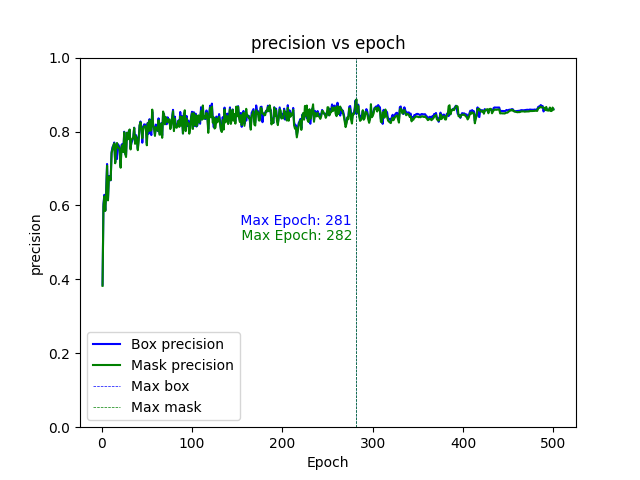 precision vs epoch
1.0
0.8
0.6
0.4
0.2
0.0
precision
Max Epoch: 281
Max Epoch: 282
Box precision
Mask precision
Max box
Max mask
0 100 200 300 400 500
Epoch